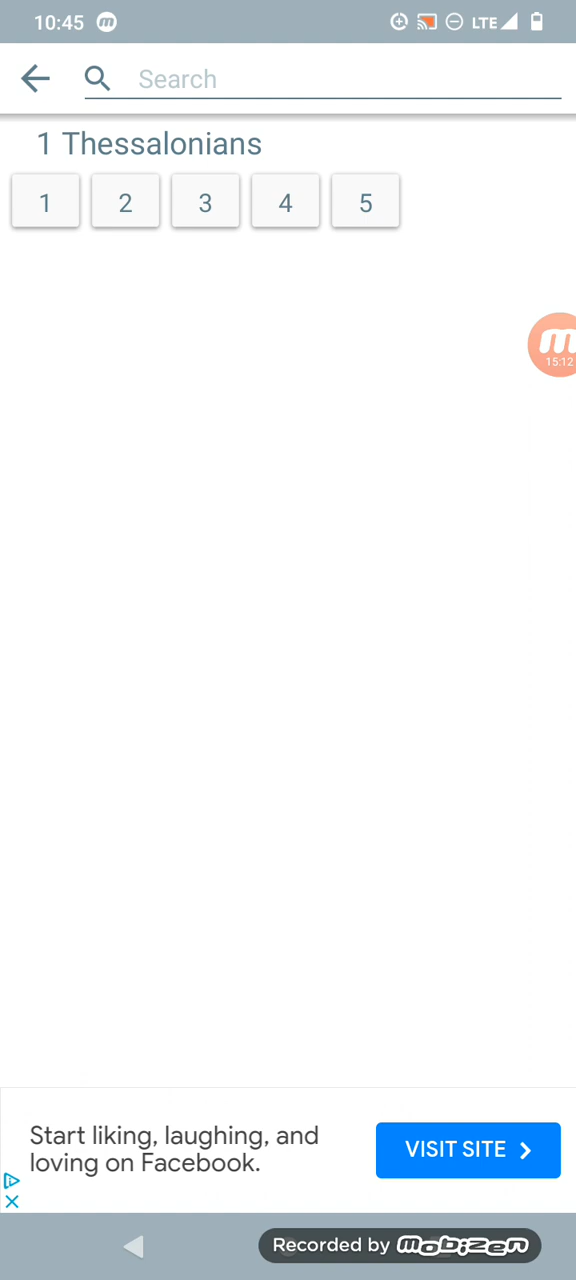 10:45 m LTE
Search
1 Thessalonians
1 2 3 4 5
m
15:12
Start liking, laughing, and
loving on Facebook.
VISIT SITE
Recorded by mobizen